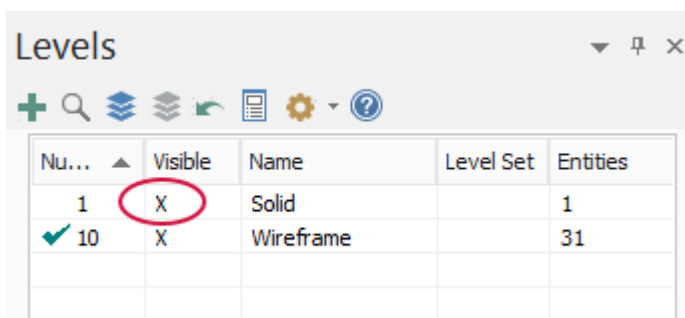 Levels
Nu... Visible Name Level Set Entities
1 X Solid 1
10 X Wireframe 31